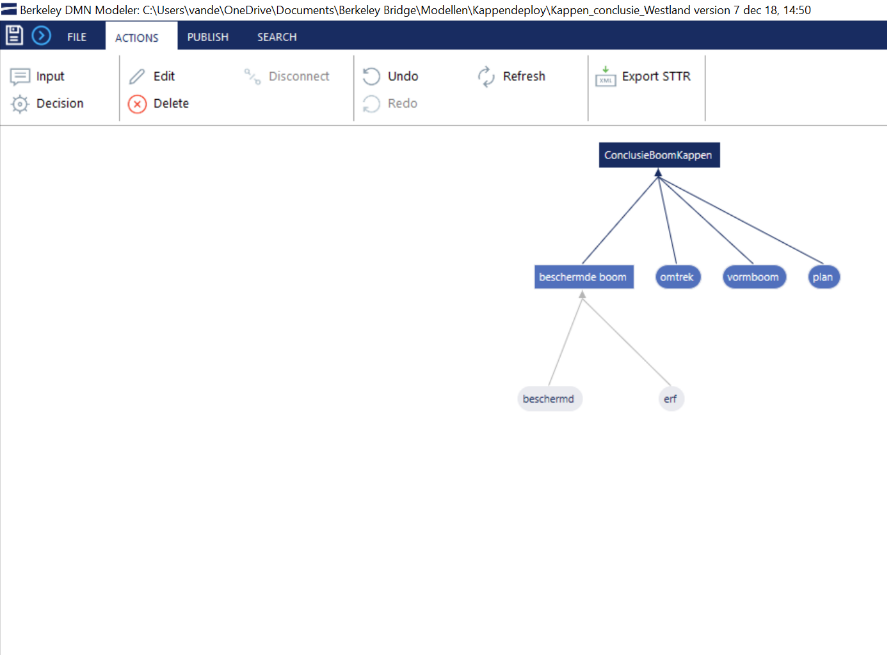 Berkeley DMN Modeler: C:\Users\vande\OneDrive\Documents\Berkeley Bridge\Modellen\Kappendeploy\Kappen_conclusie_Westland version 7 dec 18, 14:50
FILE ACTIONS PUBLISH SEARCH
Input Edit Disconnect Undo Refresh XML Export STTR
Decision Delete Redo
ConclusieBoomKappen
beschermde boom omtrek vormboom plan
beschermd erf